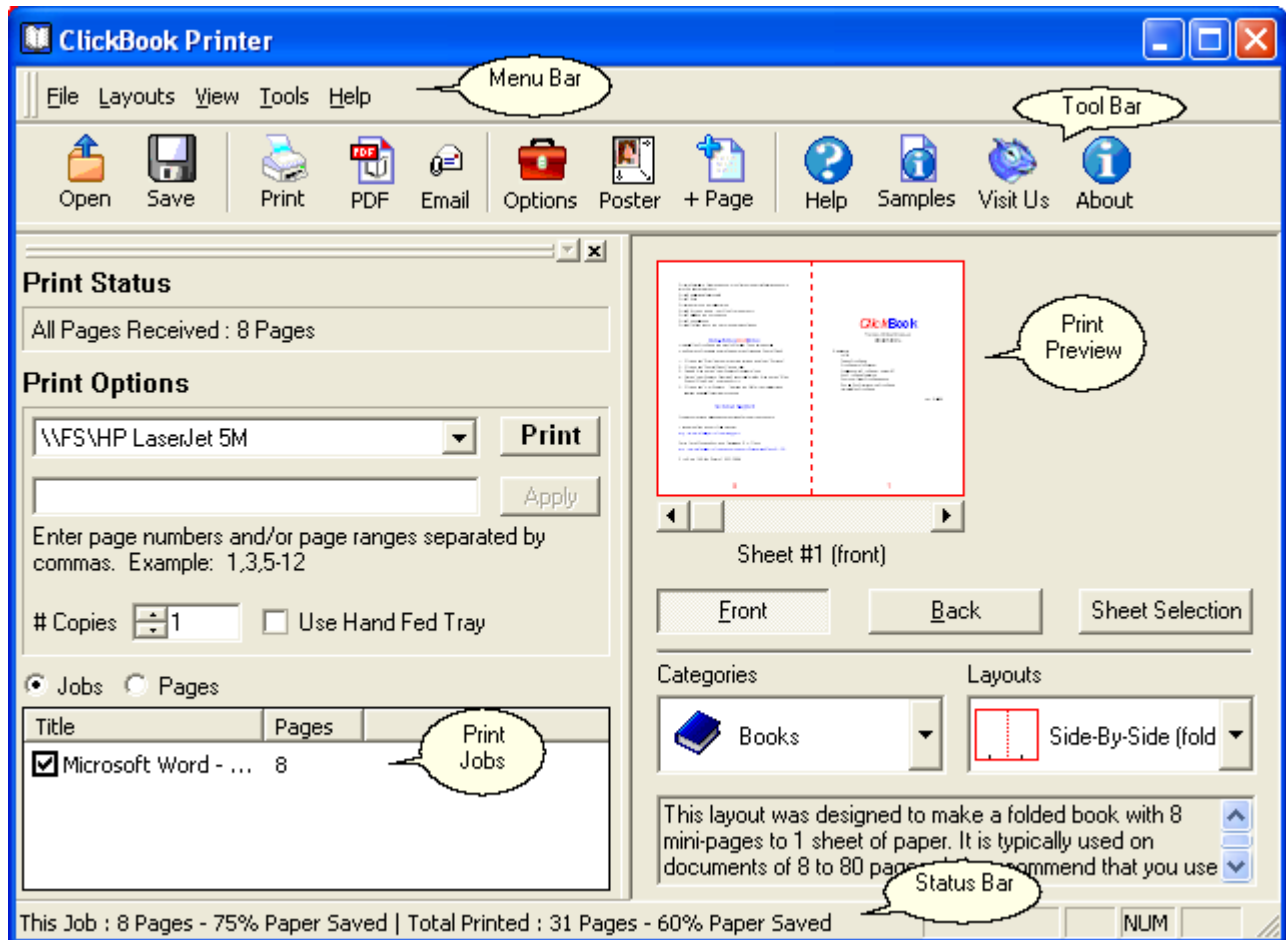 ClickBook Printer
Menu Bar
File Layouts View Tools Help
Tool Bar
Open Save Print PDF Email Options Poster + Page Help Samples Visit Us About
Print Status
All Pages Received : 8 Pages
Print Options
\\FS\HP LaserJet 5M
Print
Apply
Enter page numbers and/or page ranges separated by
commas. Example: 1,3,5-12
# Copies 1 Use Hand Fed Tray
Jobs Pages
Title Pages
Microsoft Word - ... 8
Print
Jobs
ClickBook
8 1
Print
Preview
Sheet #1 (front)
Front Back Sheet Selection
Categories Layouts
Books Side-By-Side (fold
This layout was designed to make a folded book with 8
mini-pages to 1 sheet of paper. It is typically used on
documents of 8 to 80 that you use
Status Bar
This Job : 8 Pages - 75% Paper Saved | Total Printed : 31 Pages - 60% Paper Saved
NUM